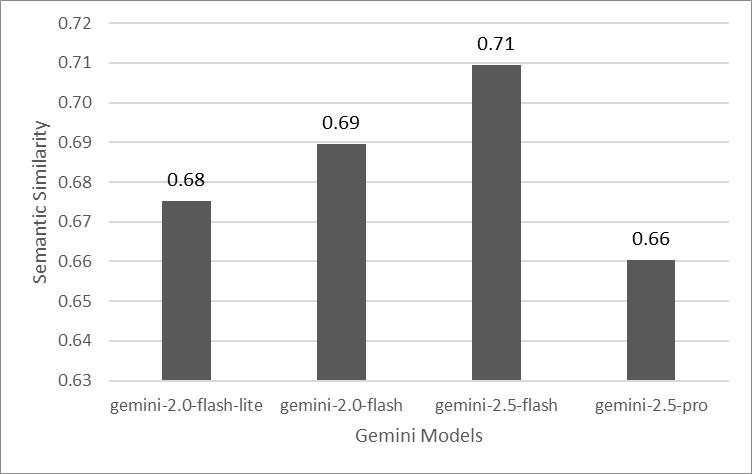 0.72
0.71
0.70
0.69
0.68
0.67
0.66
0.65
0.64
0.63
Semantic Similarity
0.68
0.69
0.71
0.66
gemini-2.0-flash-lite
gemini-2.0-flash
gemini-2.5-flash
gemini-2.5-pro
Gemini Models